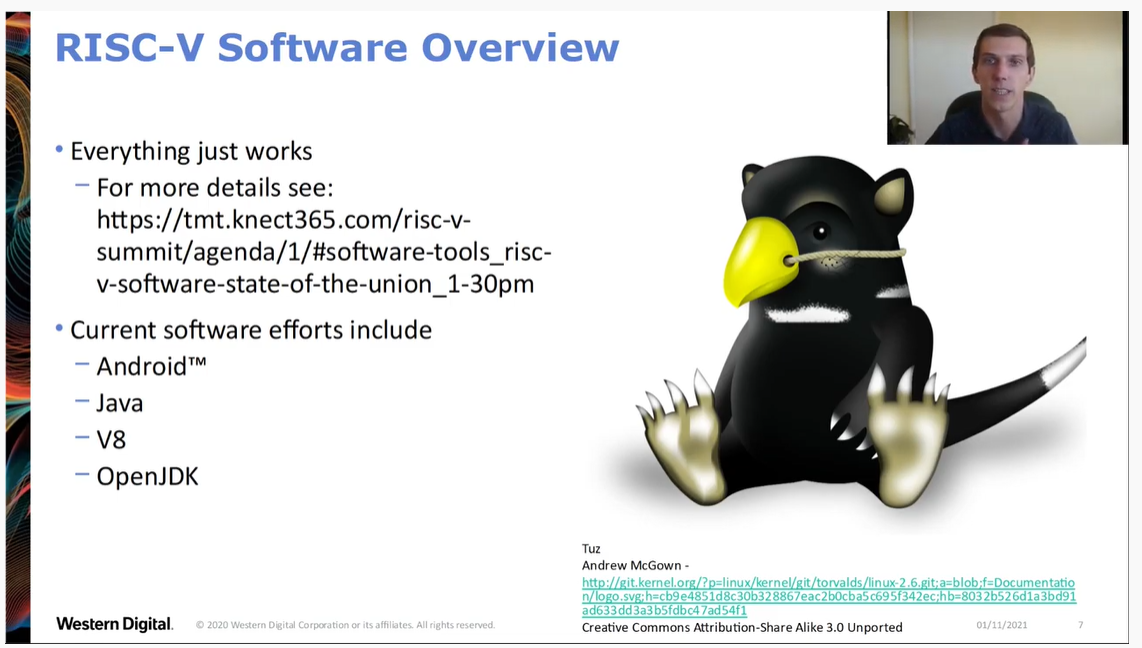 RISC-V Software Overview
• Everything just works
– For more details see:
https://tmt.knect365.com/risc-v-
summit/agenda/1/#software-tools_risc-
v-software-state-of-the-union_1-30pm
• Current software efforts include
– Android™
– Java
– V8
– OpenJDK
Tuz
Andrew McGown -
http://git.kernel.org/?p=linux/kernel/git/torvalds/linux-2.6.git;a=blob;f=Documentatio
n/logo.svg;h=cb9e4851d8c30b328867eac2b0cba5c695f342ec;hb=8032b526d1a3bd91
ad633dd3a3b5fdbc47ad54f1
Creative Commons Attribution-Share Alike 3.0 Unported
Western Digital.
© 2020 Western Digital Corporation or its affiliates. All rights reserved.
01/11/2021
7